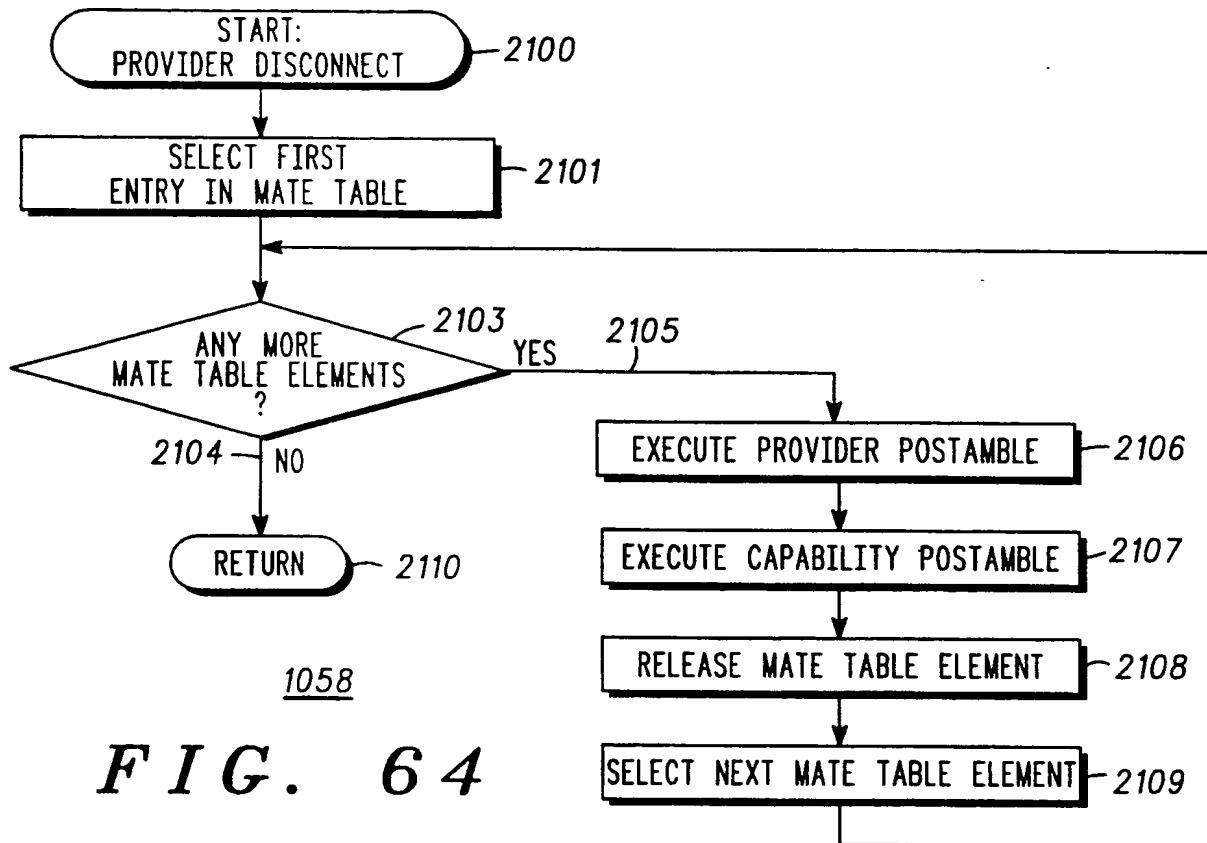 START:
PROVIDER DISCONNECT
2100
SELECT FIRST
ENTRY IN MATE TABLE
2101
ANY MORE
MATE TABLE ELEMENTS
?
2103
YES
2105
2104
NO
RETURN
2110
EXECUTE PROVIDER POSTAMBLE
2106
EXECUTE CAPABILITY POSTAMBLE
2107
RELEASE MATE TABLE ELEMENT
2108
SELECT NEXT MATE TABLE ELEMENT
2109
1058
FIG. 64